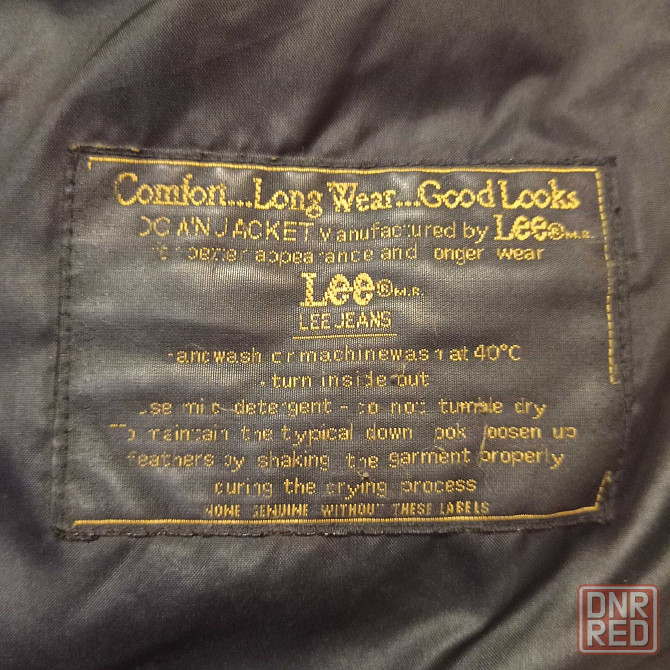 Comfort....Long Wear...Good Looks
JACKET Manufactured by Lee® M.R.
better appearance and longer wear
Lee® M.R.
LEE JEANS
handwash or machinewash at 40°C
- turn inside out
use mild detergent - do not tumble dry
To maintain the typical down look loosen up
feathers by shaking the garment properly
during the drying process
NONE GENUINE WITHOUT THESE LABELS
DNR
RED